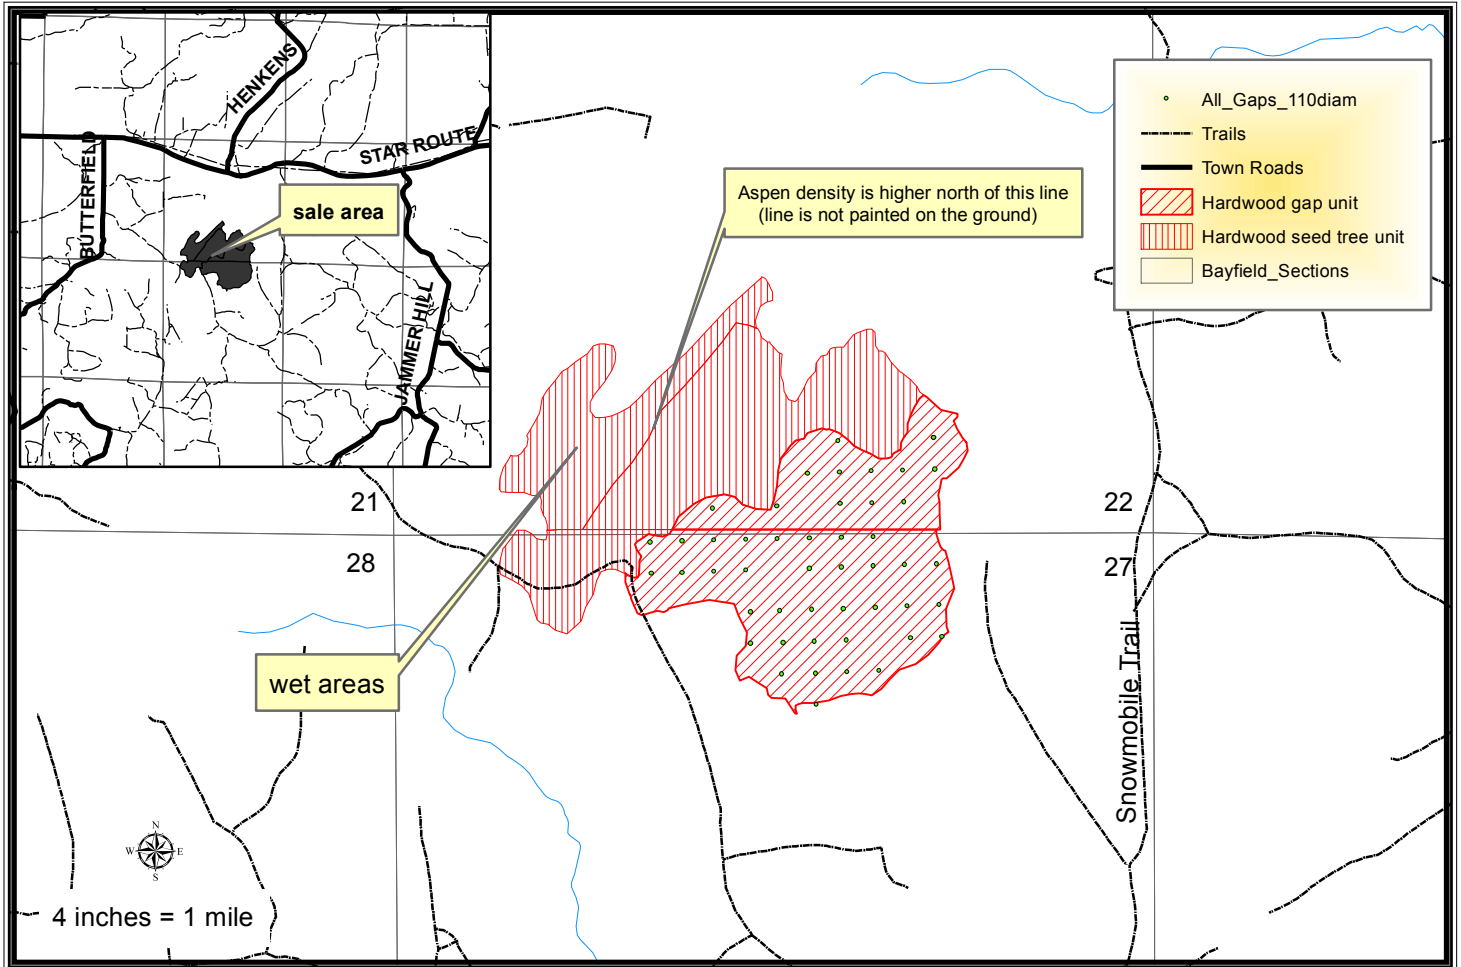 HENKENS
STAR ROUTE
BUTTERFIELD
sale area
JAMMER HILL
Aspen density is higher north of this line
(line is not painted on the ground)
All_Gaps_110diam
Trails
Town Roads
Hardwood gap unit
Hardwood seed tree unit
Bayfield_Sections
21
22
28
27
wet areas
Snowmobile Trail
N
W
E
S
4 inches = 1 mile